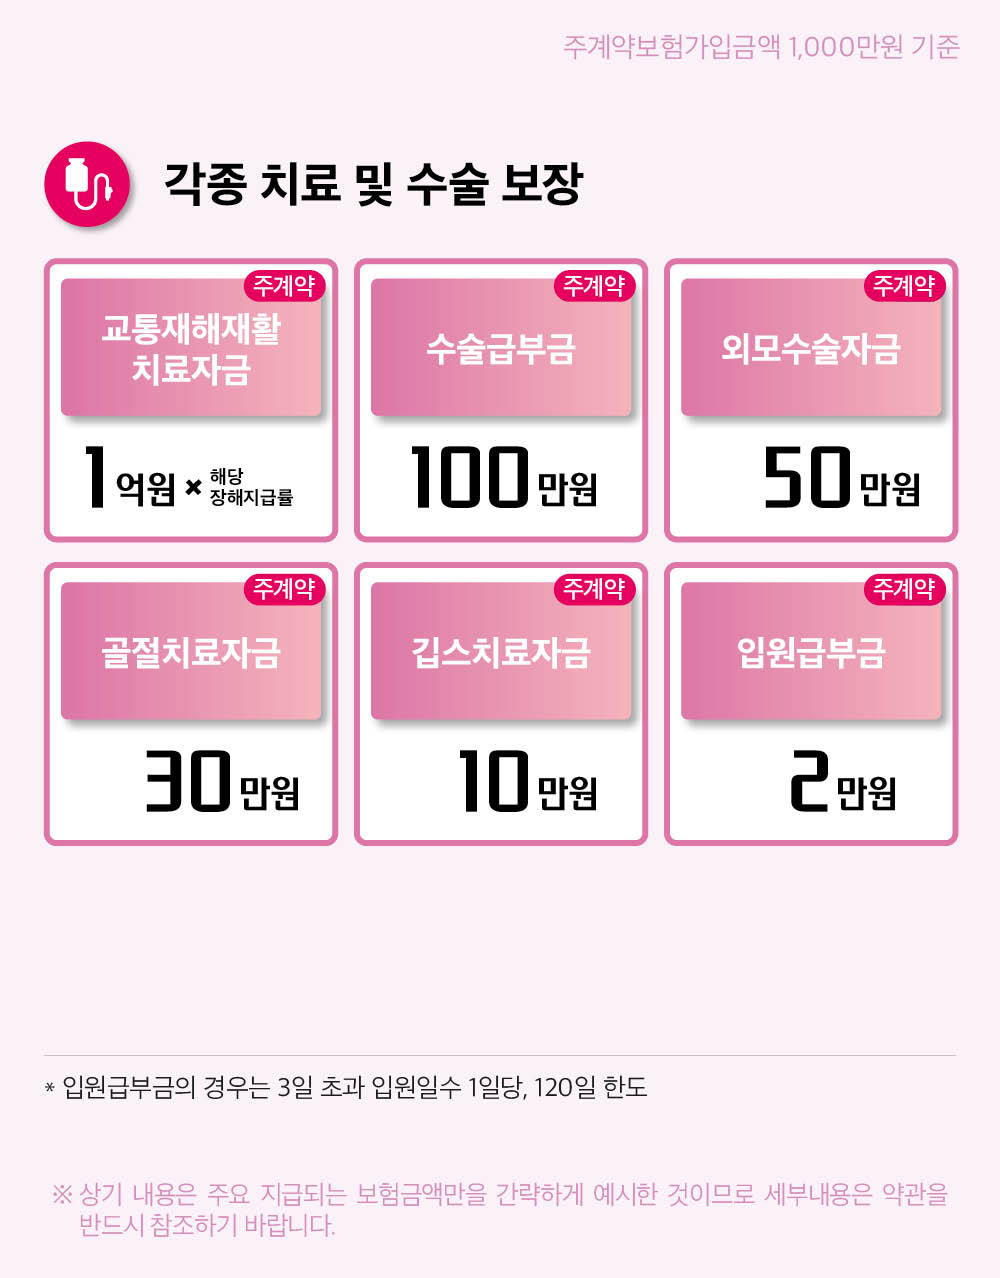 주계약보험가입금액 1,000만원 기준
각종 치료 및 수술 보장
주계약
교통재해재활
치료자금
1억원 × 해당
장해지급률
주계약
수술급부금
100만원
주계약
외모수술자금
50만원
주계약
골절치료자금
30만원
주계약
깁스치료자금
10만원
주계약
입원급부금
2만원
* 입원급부금의 경우는 3일 초과 입원일수 1일당, 120일 한도
※ 상기 내용은 주요 지급되는 보험금액만을 간략하게 예시한 것이므로 세부내용은 약관을
반드시 참조하기 바랍니다.